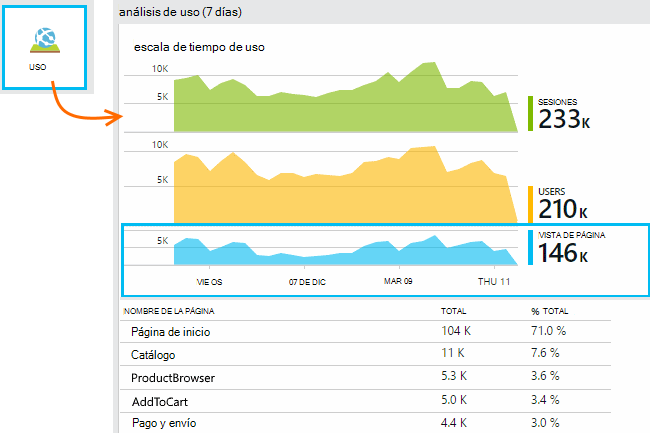 análisis de uso (7 días)
USO
escala de tiempo de uso
10K
5K
SESIONES
233K
10K
5K
USERS
210K
5K
VISTA DE PÁGINA
146K
VIE OS 07 DE DIC MAR 09 THU 11
NOMBRE DE LA PÁGINA TOTAL % TOTAL
Página de inicio 104 K 71.0 %
Catálogo 11 K 7.6 %
ProductBrowser 5.3 K 3.6 %
AddToCart 5.0 K 3.4 %
Pago y envío 4.4 K 3.0 %